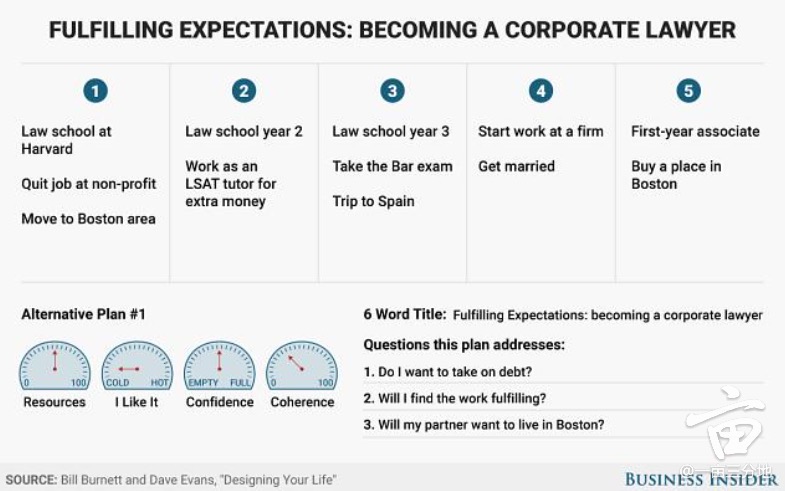 FULFILLING EXPECTATIONS: BECOMING A CORPORATE LAWYER
1
Law school at
Harvard
Quit job at non-profit
Move to Boston area
2
Law school year 2
Work as an
LSAT tutor for
extra money
3
Law school year 3
Take the Bar exam
Trip to Spain
4
Start work at a firm
Get married
5
First-year associate
Buy a place in
Boston
Alternative Plan #1
0 100
Resources
COLD HOT
I Like It
EMPTY FULL
Confidence
0 100
Coherence
6 Word Title: Fulfilling Expectations: becoming a corporate lawyer
Questions this plan addresses:
1. Do I want to take on debt?
2. Will I find the work fulfilling?
3. Will my partner want to live in Boston?
SOURCE: Bill Burnett and Dave Evans, "Designing Your Life"
BUSINESS INSIDER
@一亩三分地